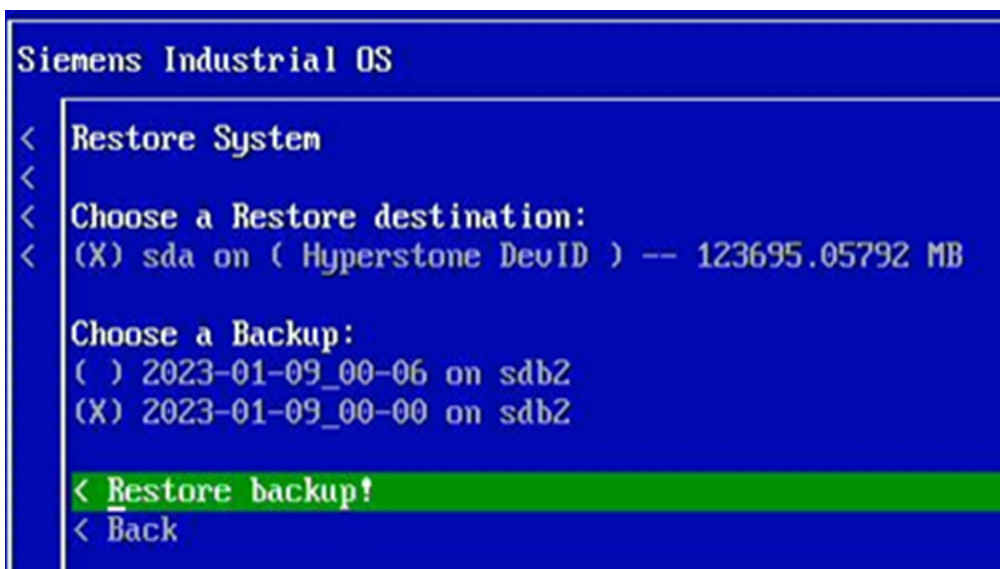 Siemens Industrial OS
< Restore System
<
< Choose a Restore destination:
< (X) sda on ( Hyperstone DevID ) -- 123695.05792 MB
Choose a Backup:
( ) 2023-01-09_00-06 on sdb2
(X) 2023-01-09_00-00 on sdb2
< Restore backup!
< Back